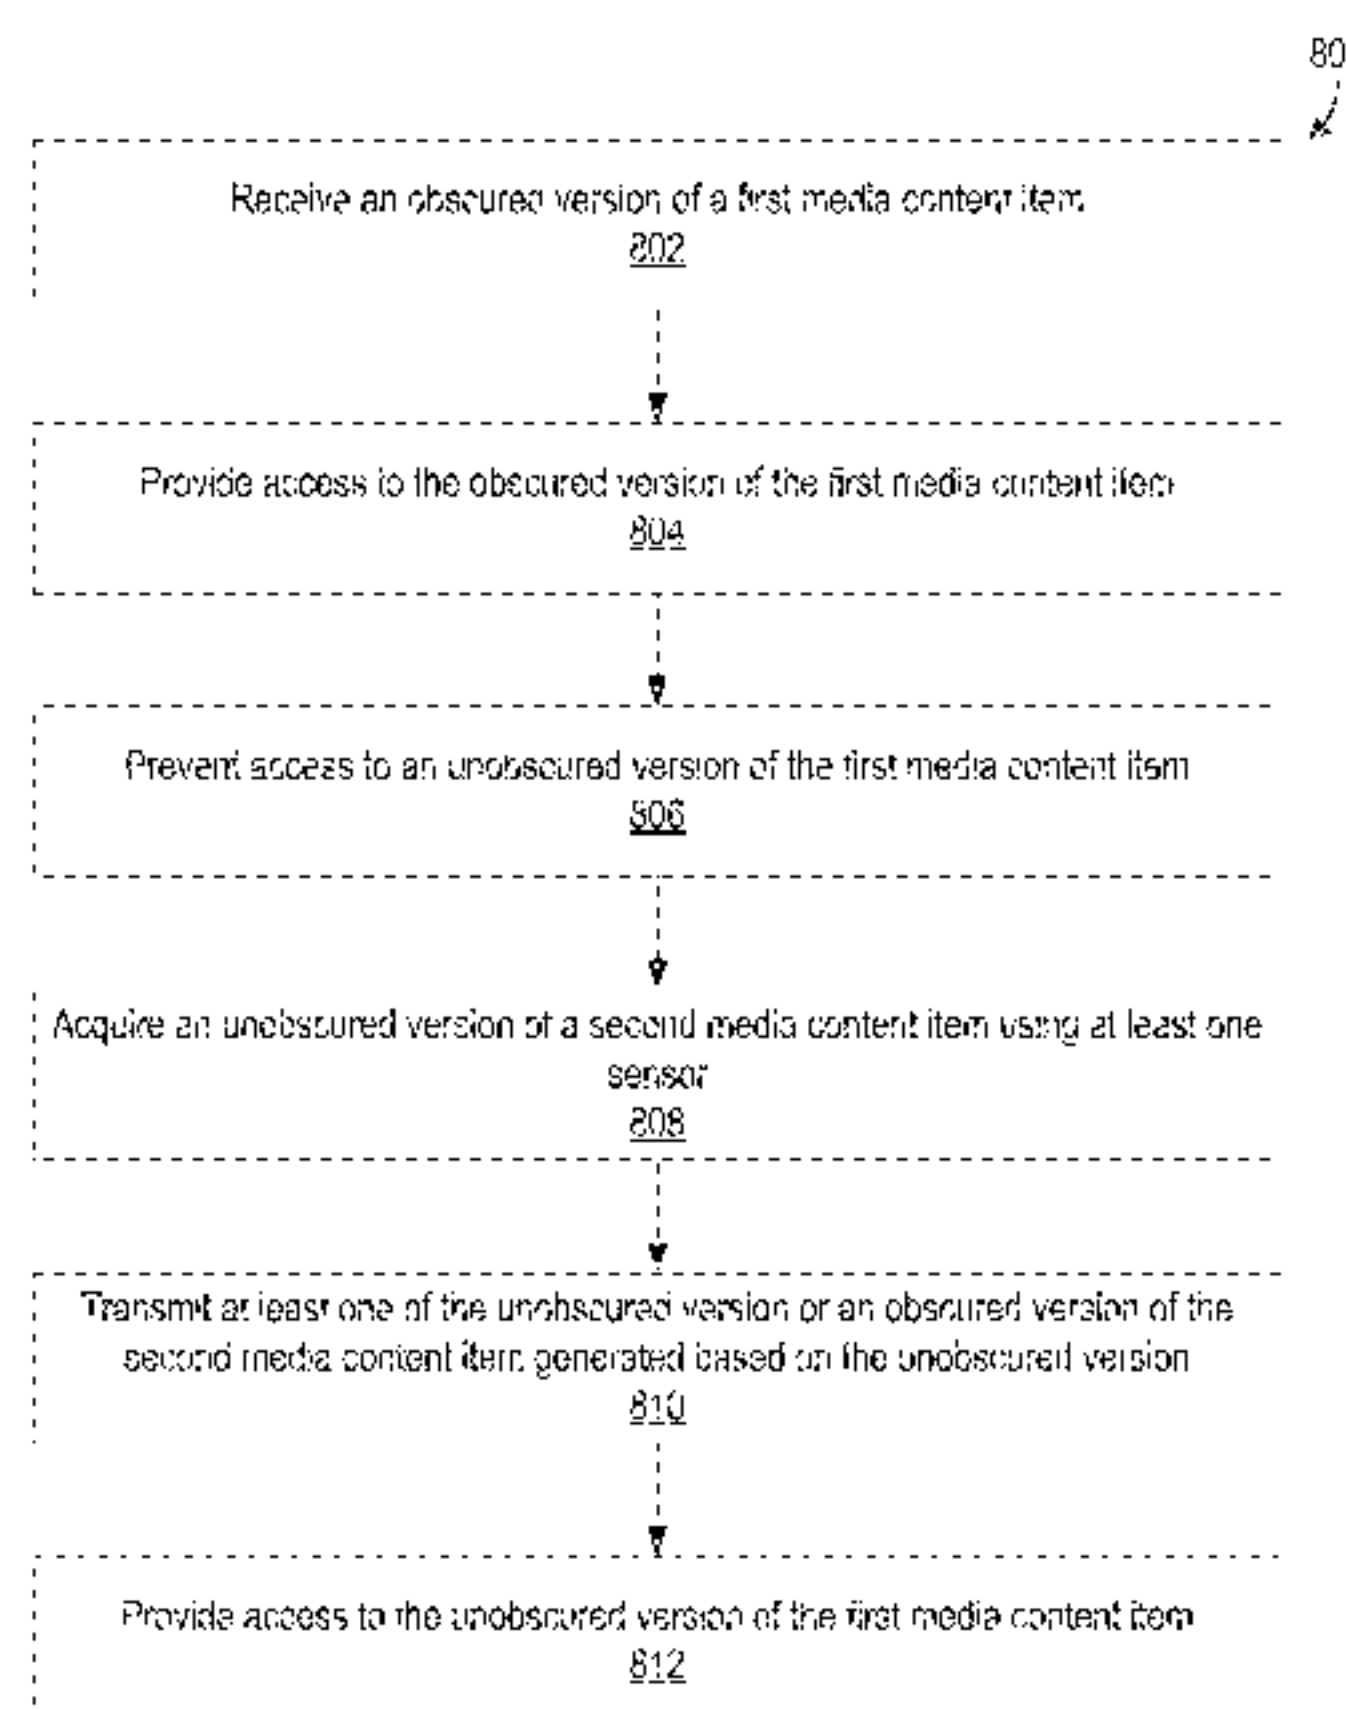 80
Receive an obscured version of a first media content item
802
Provide access to the obscured version of the first media content item
804
Prevent access to an unobscured version of the first media content item
806
Acquire an unobscured version of a second media content item using at least one
sensor
808
Transmit at least one of the unobscured version or an obscured version of the
second media content item generated based on the unobscured version
810
Provide access to the unobscured version of the first media content item
812